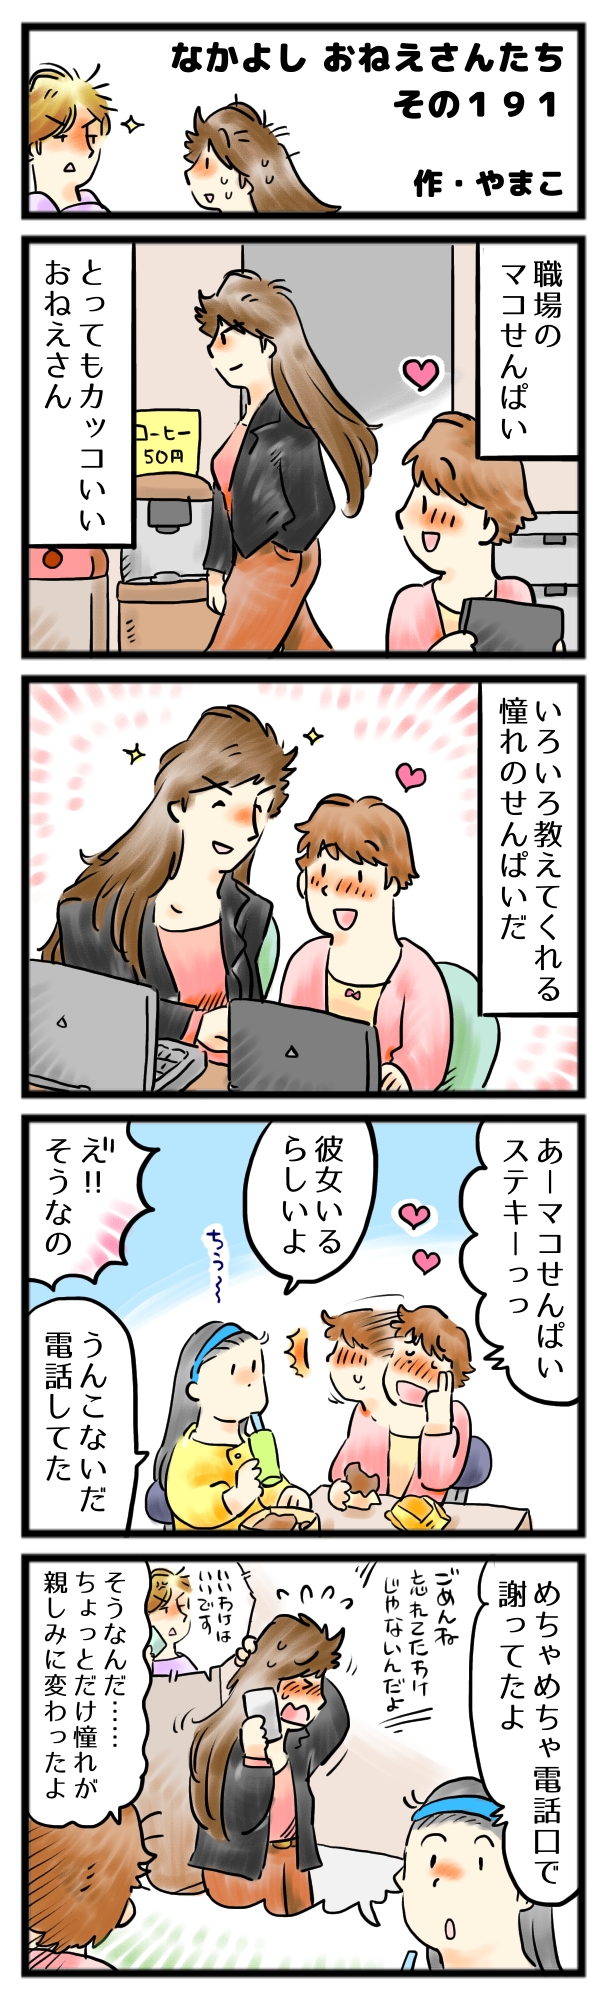 なかよし おねえさんたち
その191
作・やまこ
職場の
マコせんぱい
とってもカッコいい
おねえさん
コーヒー
50円
いろいろ教えてくれる
憧れのせんぱいだ
あーマコせんぱい
ステキーっっ
彼女いる
らしいよ
ちぅ〜
え゛!!
そうなの
うんこないだ
電話してた
めちゃめちゃ電話口で
謝ってたよ
ごめんね
忘れてたわけ
じゃないんだよ
いいわけは
いいです
そうなんだ……
ちょっとだけ憧れが
親しみに変わったよ